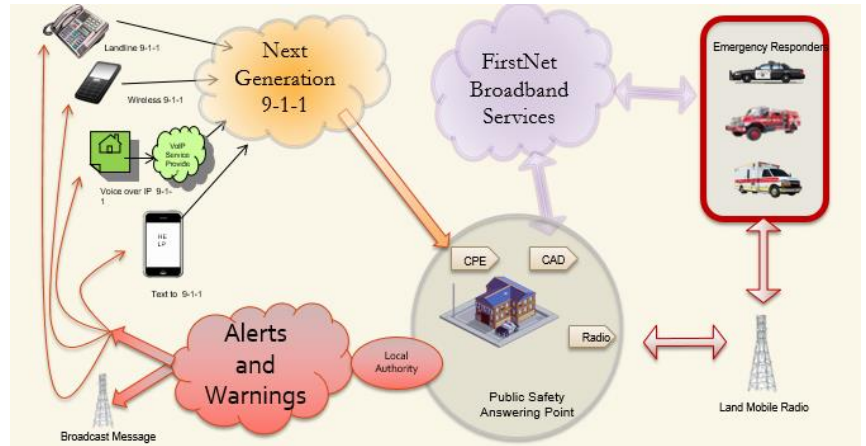 Landline 9-1-1
Wireless 9-1-1
VoIP
Service
Provide
Voice over IP 9-1-
1
HE
LP
Text to 9-1-1
Next
Generation
9-1-1
FirstNet
Broadband
Services
Emergency Responders
CPE
CAD
Radio
Public Safety
Answering Point
Local
Authority
Alerts
and
Warnings
Broadcast Message
Land Mobile Radio